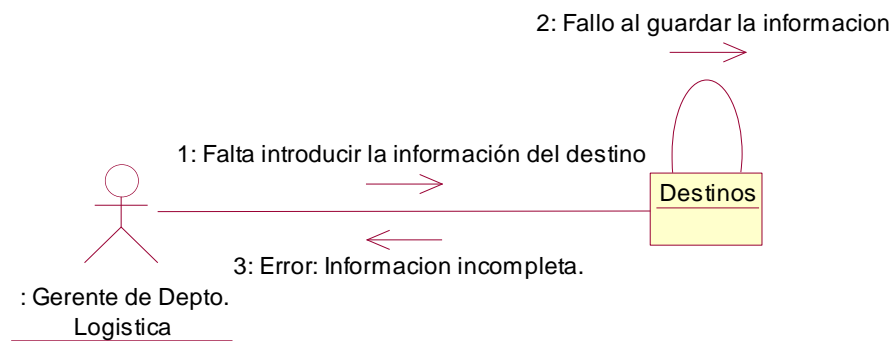 2: Fallo al guardar la informacion
1: Falta introducir la información del destino
Destinos
3: Error: Informacion incompleta.
: Gerente de Depto.
Logistica